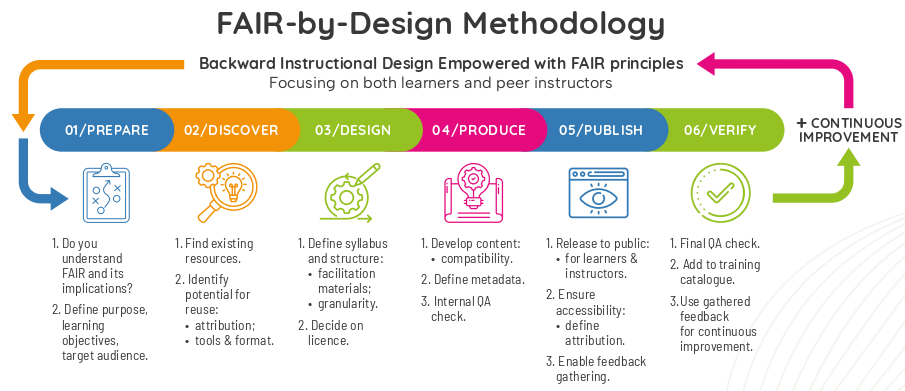 FAIR-by-Design Methodology
Backward Instructional Design Empowered with FAIR principles
Focusing on both learners and peer instructors
01/PREPARE
02/DISCOVER
03/DESIGN
04/PRODUCE
05/PUBLISH
06/VERIFY
+ CONTINUOUS
IMPROVEMENT
1. Do you
understand
FAIR and its
implications?
2. Define purpose,
learning
objectives,
target audience.
1. Find existing
resources.
2. Identify
potential for
reuse:
• attribution;
• tools & format.
1. Define syllabus
and structure:
• facilitation
materials;
• granularity.
2. Decide on
licence.
1. Develop content:
• compatibility.
2. Define metadata.
3. Internal QA
check.
1. Release to public:
• for learners &
instructors.
2. Ensure
accessibility:
• define
attribution.
3. Enable feedback
gathering.
1. Final QA check.
2. Add to training
catalogue.
3.Use gathered
feedback
for continuous
improvement.